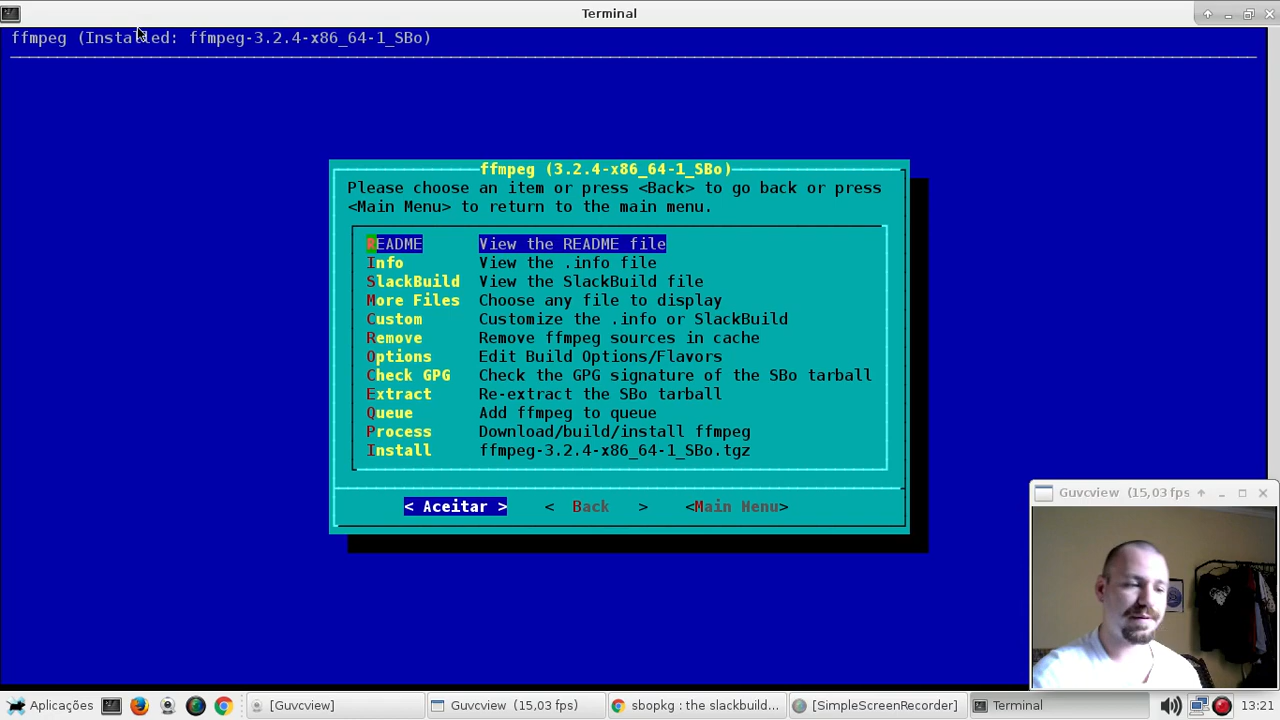 Terminal
ffmpeg (Installed: ffmpeg-3.2.4-x86_64-1_SBo)
ffmpeg (3.2.4-x86_64-1_SBo)
Please choose an item or press <Back> to go back or press
<Main Menu> to return to the main menu.
README View the README file
Info View the .info file
SlackBuild View the SlackBuild file
More Files Choose any file to display
Custom Customize the .info or SlackBuild
Remove Remove ffmpeg sources in cache
Options Edit Build Options/Flavors
Check GPG Check the GPG signature of the SBo tarball
Extract Re-extract the SBo tarball
Queue Add ffmpeg to queue
Process Download/build/install ffmpeg
Install ffmpeg-3.2.4-x86_64-1_SBo.tgz
< Aceitar > < Back > <Main Menu>
Guvcview (15,03 fps
Aplicações [Guvcview] Guvcview (15,03 fps) sbopkg : the slackbuild... [SimpleScreenRecorder] Terminal 13:21